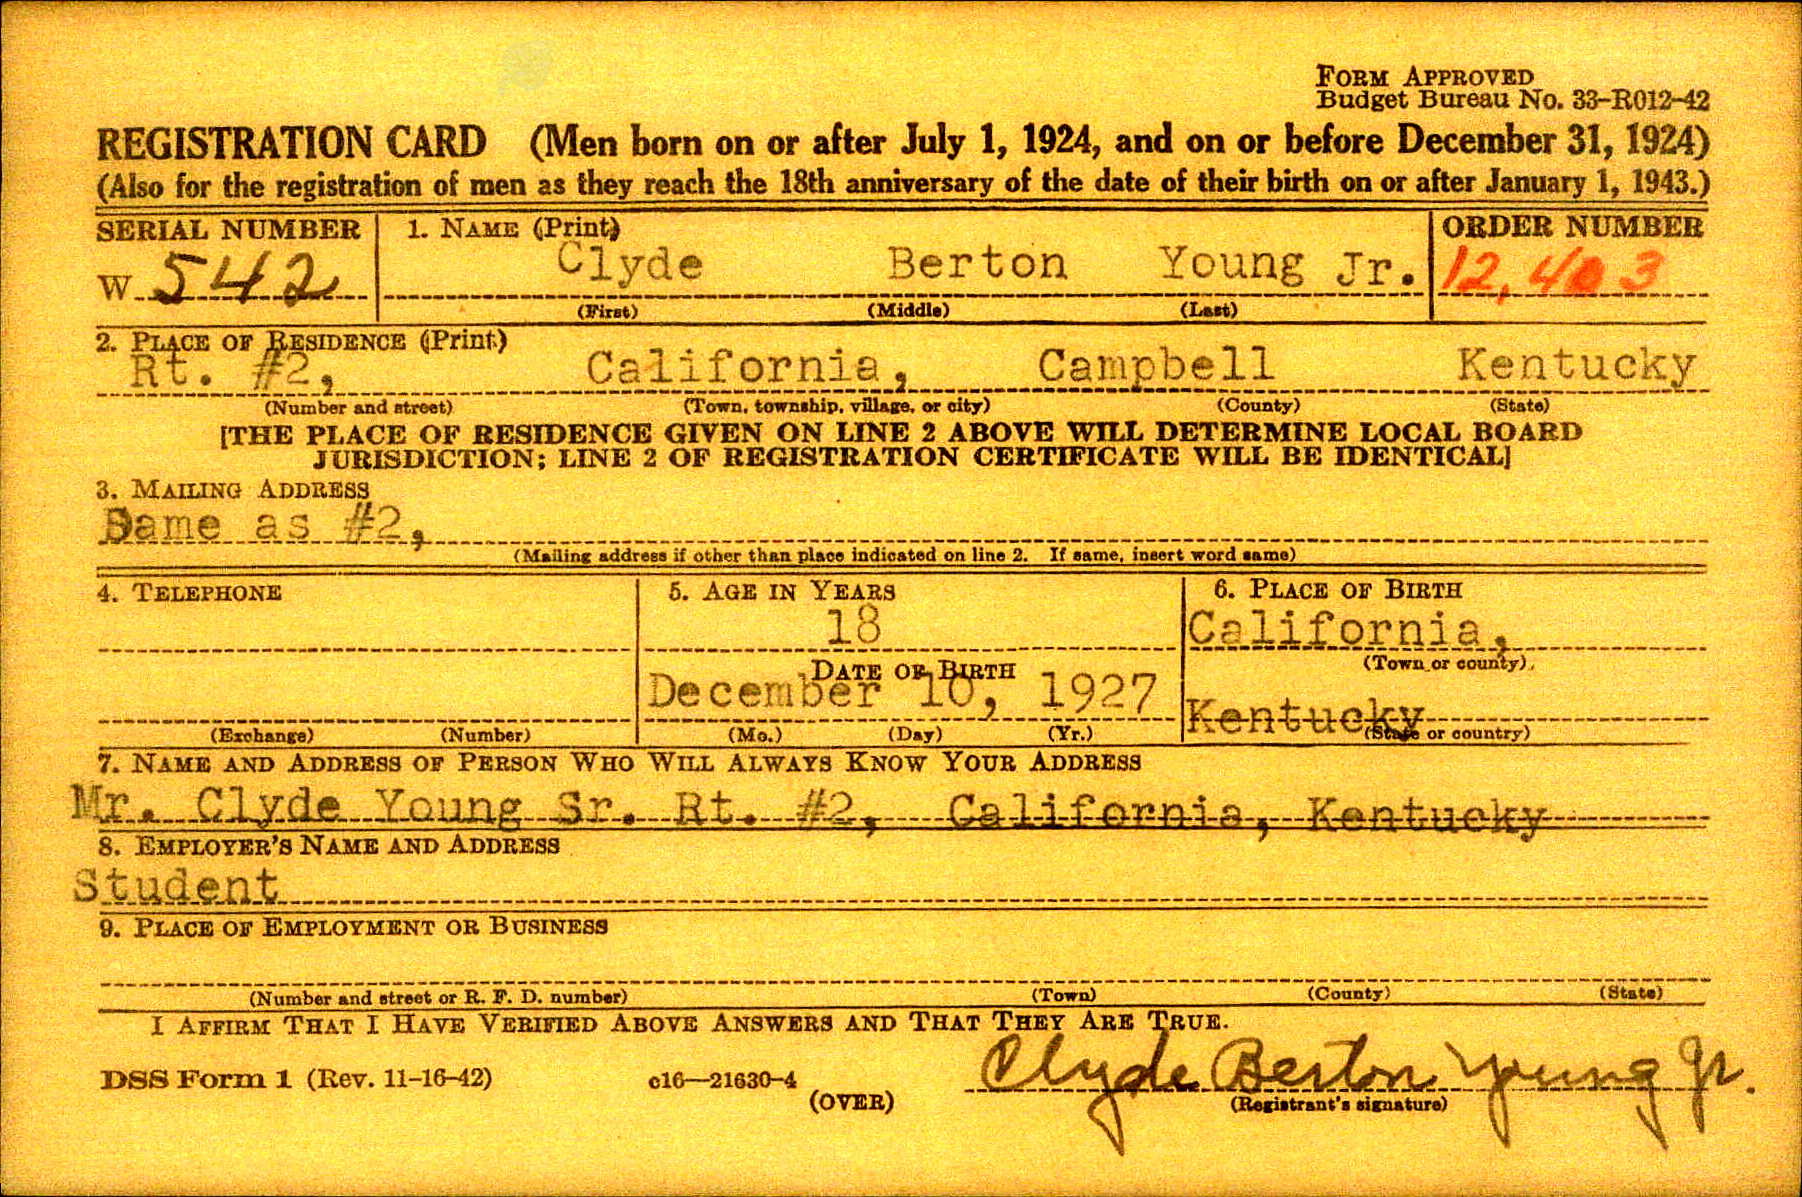 FORM APPROVED
Budget Bureau No. 33-R012-42
REGISTRATION CARD (Men born on or after July 1, 1924, and on or before December 31, 1924)
(Also for the registration of men as they reach the 18th anniversary of the date of their birth on or after January 1, 1943.)
SERIAL NUMBER 1. NAME (Print) ORDER NUMBER
W 542 Clyde Berton Young Jr. 12,403
(First) (Middle) (Last)
2. PLACE OF RESIDENCE (Print)
Rt. #2, California, Campbell Kentucky
(Number and street) (Town, township, village, or city) (County) (State)
[THE PLACE OF RESIDENCE GIVEN ON LINE 2 ABOVE WILL DETERMINE LOCAL BOARD
JURISDICTION; LINE 2 OF REGISTRATION CERTIFICATE WILL BE IDENTICAL]
3. MAILING ADDRESS
Same as #2,
(Mailing address if other than place indicated on line 2. If same, insert word same)
4. TELEPHONE 5. AGE IN YEARS 6. PLACE OF BIRTH
18 California,
DATE OF BIRTH (Town or county)
December 10, 1927 Kentucky
(Exchange) (Number) (Mo.) (Day) (Yr.) (State or country)
7. NAME AND ADDRESS OF PERSON WHO WILL ALWAYS KNOW YOUR ADDRESS
Mr. Clyde Young Sr. Rt. #2, California, Kentucky
8. EMPLOYER'S NAME AND ADDRESS
Student
9. PLACE OF EMPLOYMENT OR BUSINESS
(Number and street or R. F. D. number) (Town) (County) (State)
I AFFIRM THAT I HAVE VERIFIED ABOVE ANSWERS AND THAT THEY ARE TRUE.
DSS Form 1 (Rev. 11-16-42) c16—21630-4 (OVER) Clyde Berton Young Jr.
(Registrant's signature)